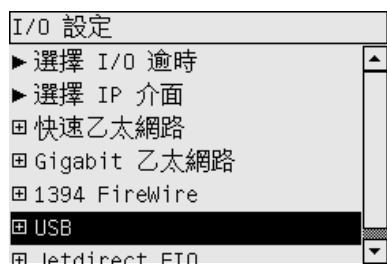 I/O 設定
選擇 I/O 逾時
選擇 IP 介面
快速乙太網路
Gigabit 乙太網路
1394 FireWire
USB
Jetdirect EIO